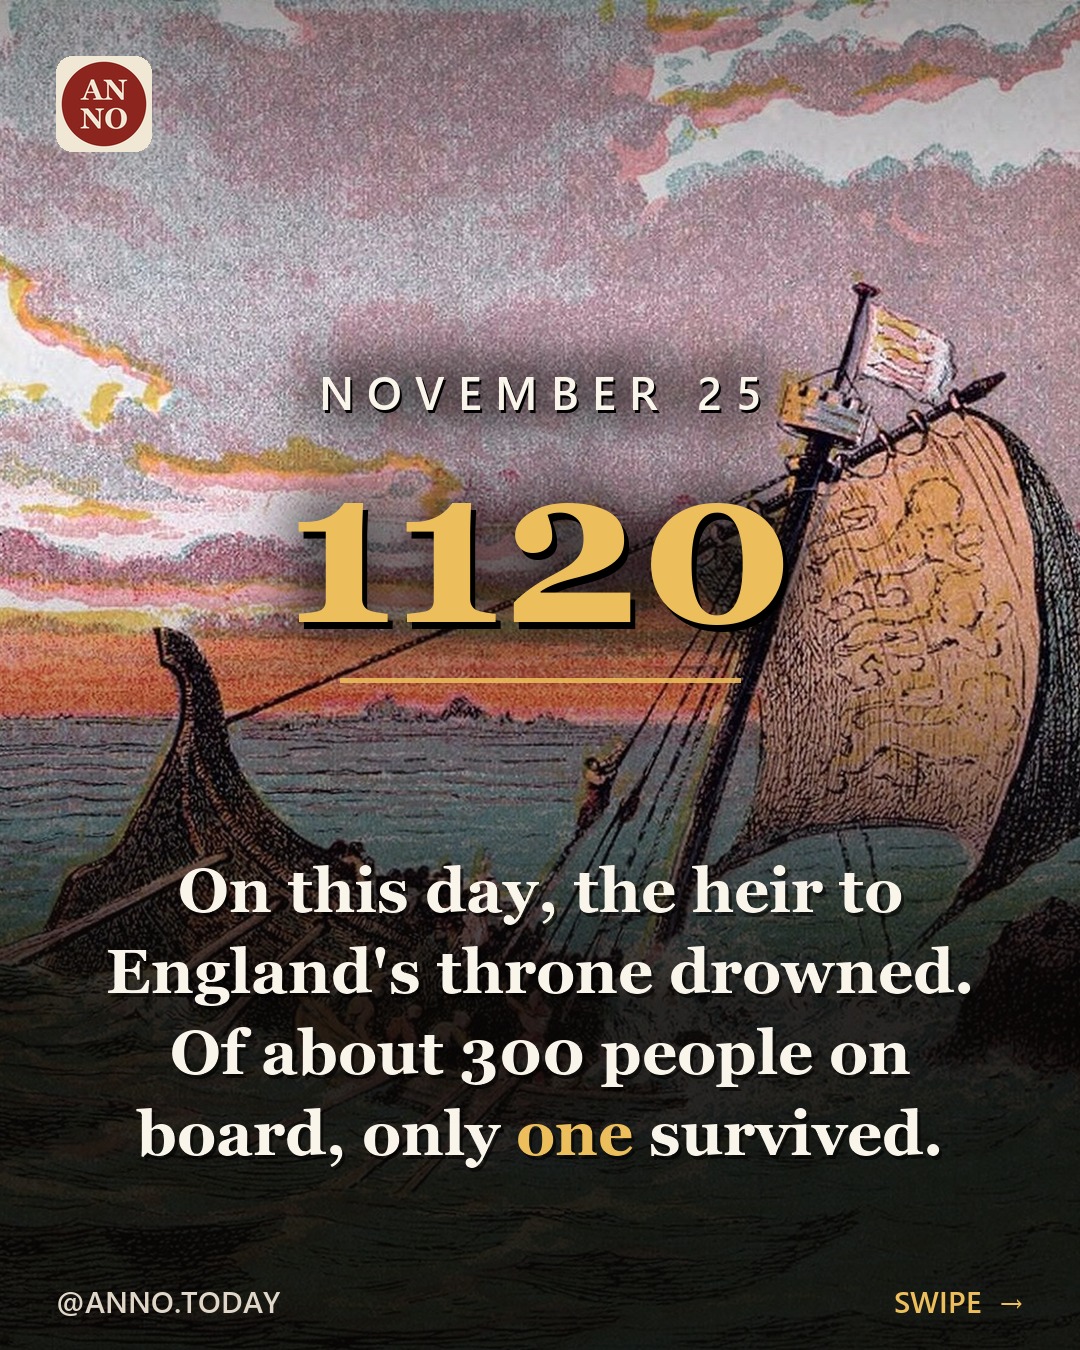 AN
NO
NOVEMBER 25
1120
On this day, the heir to
England's throne drowned.
Of about 300 people on
board, only one survived.
@ANNO.TODAY
SWIPE →